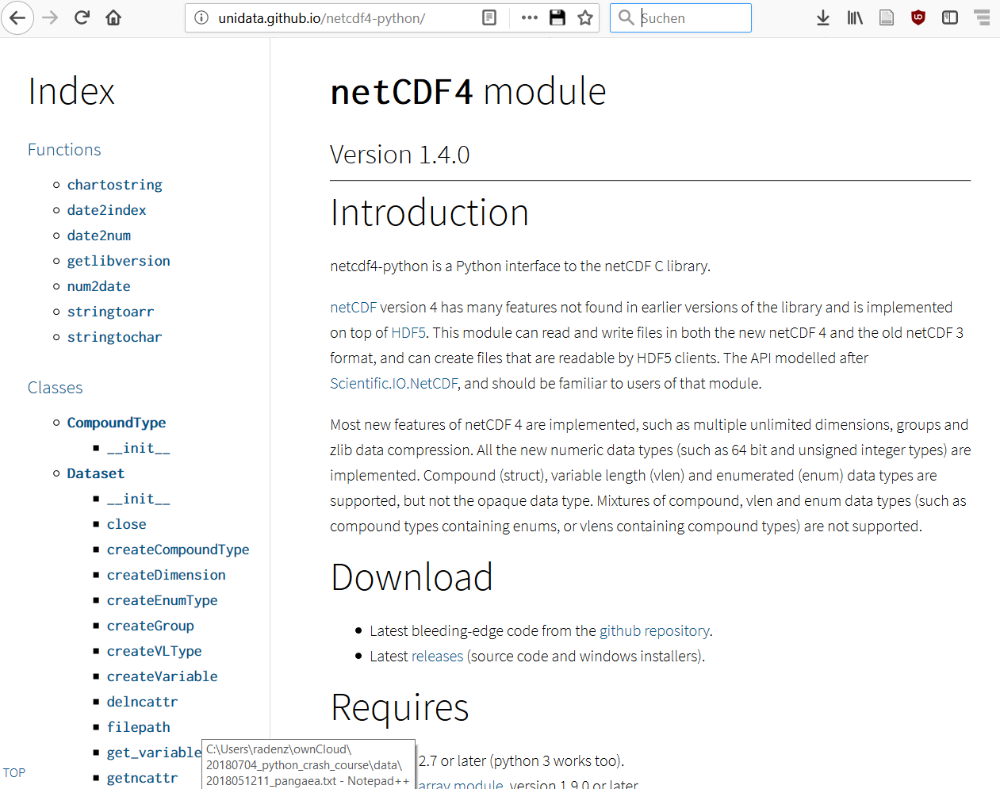 unidata.github.io/netcdf4-python/
Suchen
Index
Functions
chartostring
date2index
date2num
getlibversion
num2date
stringtoarr
stringtochar
Classes
CompoundType
__init__
Dataset
__init__
close
createCompoundType
createDimension
createEnumType
createGroup
createVLType
createVariable
delncattr
filepath
get_variable
getncattr
TOP
netCDF4 module
Version 1.4.0
Introduction
netcdf4-python is a Python interface to the netCDF C library.
netCDF version 4 has many features not found in earlier versions of the library and is implemented
on top of HDF5. This module can read and write files in both the new netCDF 4 and the old netCDF 3
format, and can create files that are readable by HDF5 clients. The API modelled after
Scientific.IO.NetCDF, and should be familiar to users of that module.
Most new features of netCDF 4 are implemented, such as multiple unlimited dimensions, groups and
zlib data compression. All the new numeric data types (such as 64 bit and unsigned integer types) are
implemented. Compound (struct), variable length (vlen) and enumerated (enum) data types are
supported, but not the opaque data type. Mixtures of compound, vlen and enum data types (such as
compound types containing enums, or vlens containing compound types) are not supported.
Download
Latest bleeding-edge code from the github repository.
Latest releases (source code and windows installers).
Requires
2.7 or later (python 3 works too).
array module, version 1.9.0 or later
C:\Users\radenz\ownCloud\
20180704_python_crash_course\data\
2018051211_pangaea.txt - Notepad++